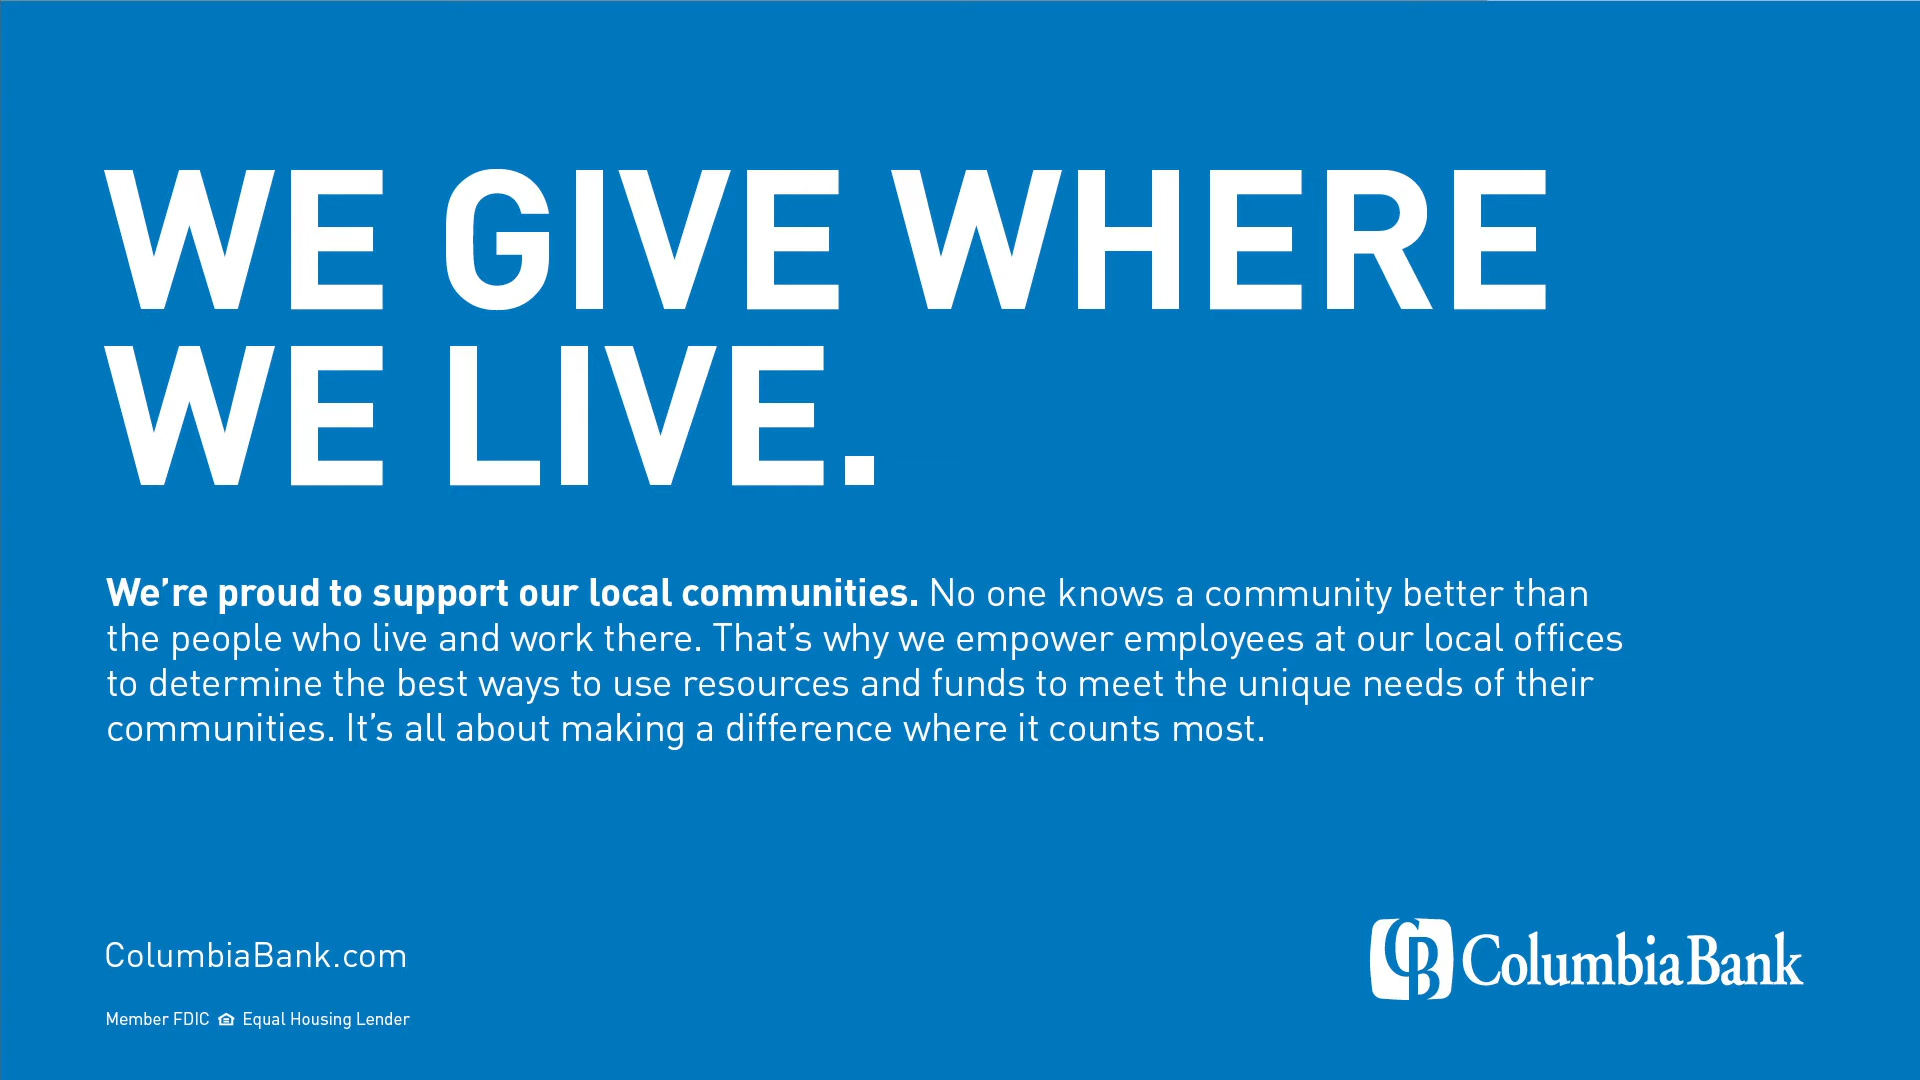 WE GIVE WHERE
WE LIVE.
We’re proud to support our local communities. No one knows a community better than
the people who live and work there. That’s why we empower employees at our local offices
to determine the best ways to use resources and funds to meet the unique needs of their
communities. It’s all about making a difference where it counts most.
ColumbiaBank.com
Member FDIC Equal Housing Lender
CB ColumbiaBank